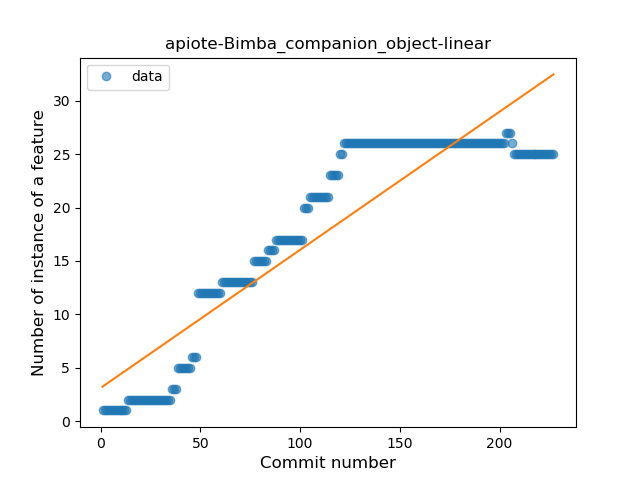 apiote-Bimba_companion_object-linear
data
Number of instance of a feature
30
25
20
15
10
5
0
0 50 100 150 200
Commit number